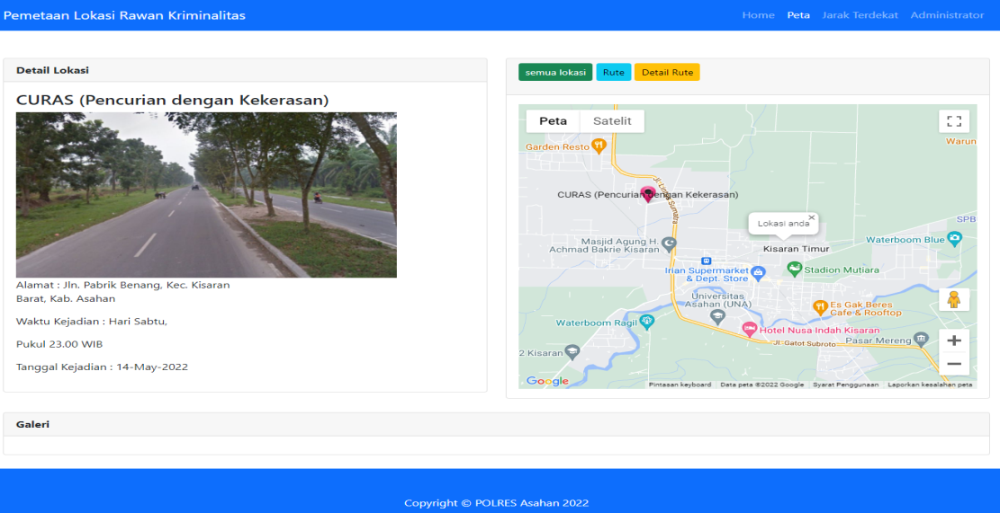 Pemetaan Lokasi Rawan Kriminalitas
Home Peta Jarak Terdekat Administrator
Detail Lokasi
CURAS (Pencurian dengan Kekerasan)
Alamat : Jln. Pabrik Benang, Kec. Kisaran
Barat, Kab. Asahan
Waktu Kejadian : Hari Sabtu,
Pukul 23.00 WIB
Tanggal Kejadian : 14-May-2022
semua lokasi Rute Detail Rute
Peta Satelit
Garden Resto
Warun
Jl. Lintas Sumatra
CURAS (Pencurian dengan Kekerasan)
Lokasi anda
×
SPB
Masjid Agung H.
Achmad Bakrie Kisaran
Kisaran Timur
Waterboom Blue
Irian Supermarket
& Dept. Store
Stadion Mutiara
Universitas
Asahan (UNA)
Es Gak Beres
Cafe & Rooftop
Waterboom Ragil
Hotel Nusa Indah Kisaran
Jl. Gatot Subroto
Pasar Mereng
2 Kisaran
Google
Pintasan keyboard Data peta ©2022 Google Syarat Penggunaan Laporkan kesalahan peta
Galeri
Copyright © POLRES Asahan 2022